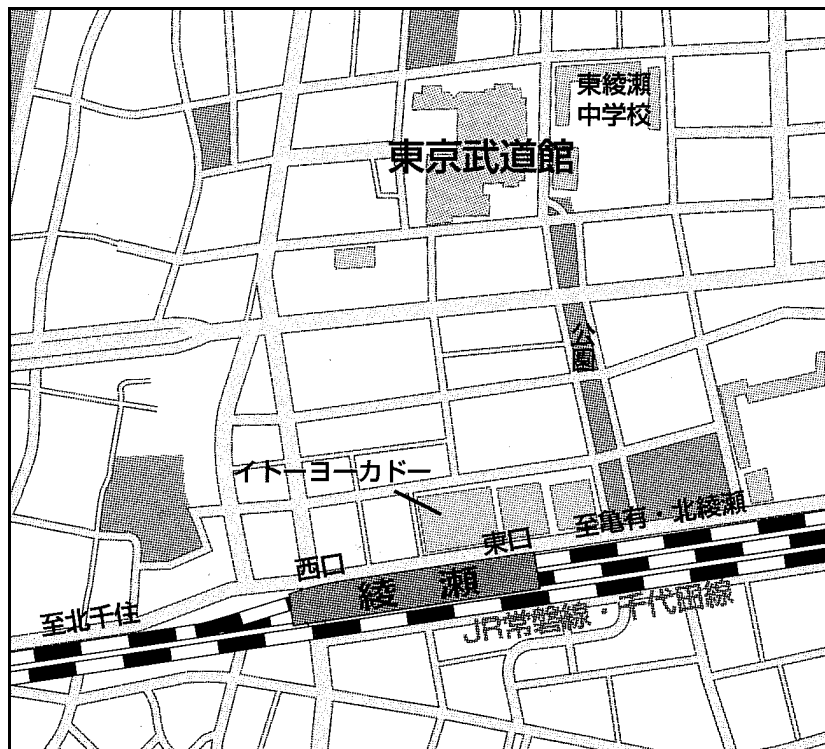 東綾瀬
中学校
東京武道館
公園
イトーヨーカドー
至亀有・北綾瀬
東口
西口
綾瀬
至北千住
JR常磐線・千代田線